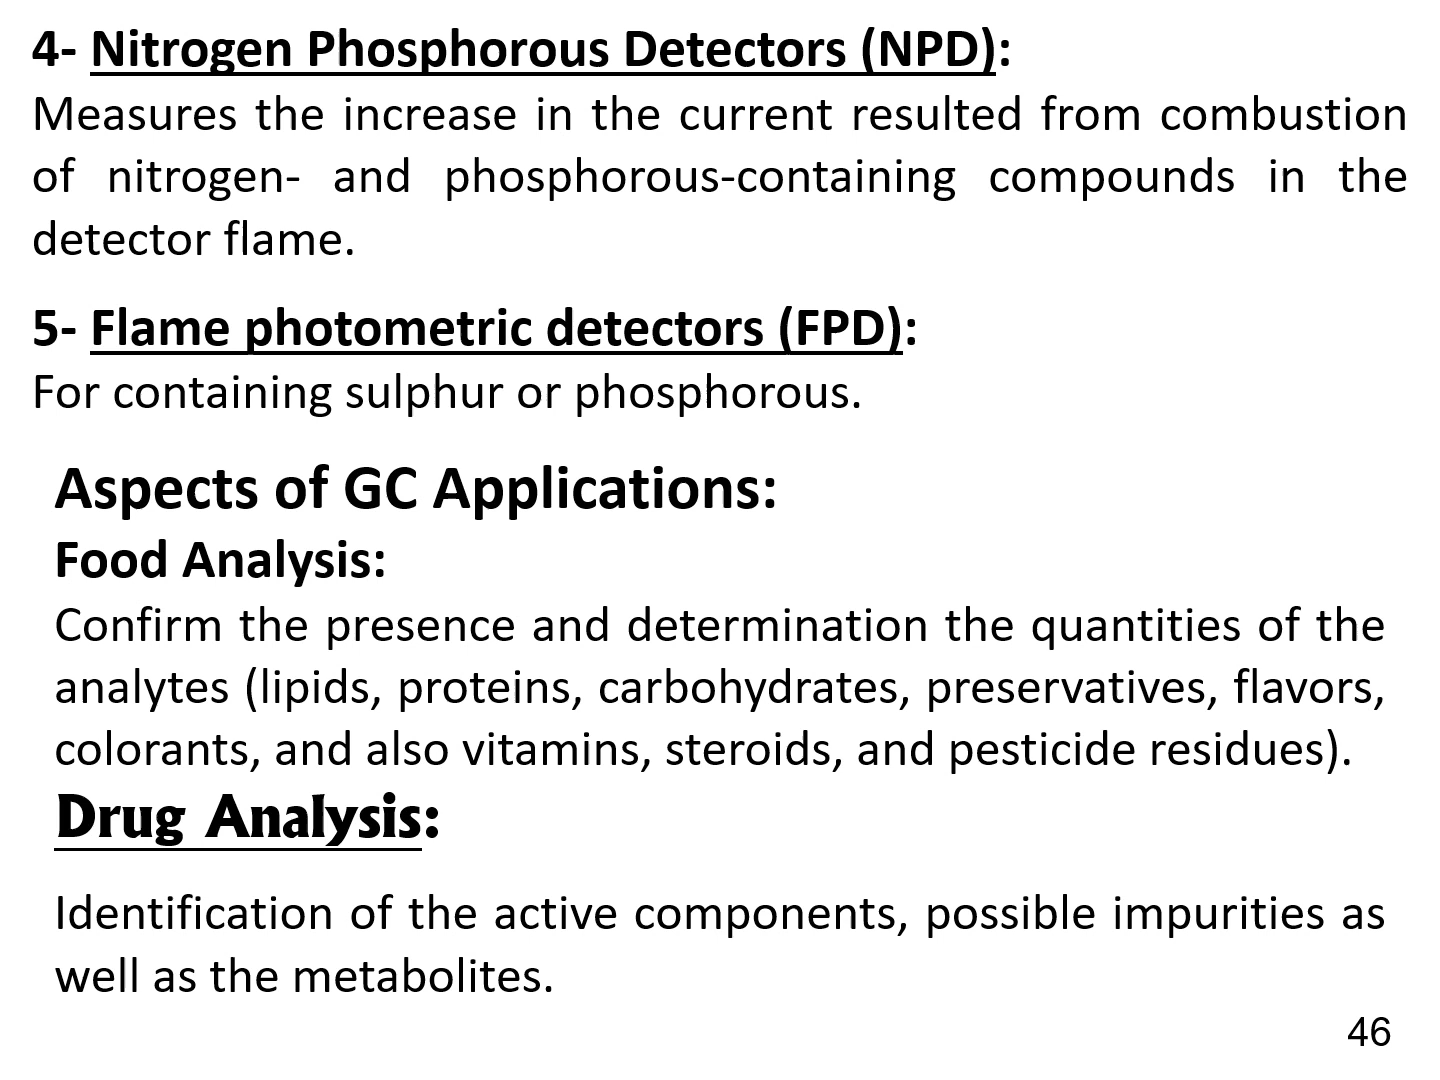 4- Nitrogen Phosphorous Detectors (NPD):
Measures the increase in the current resulted from combustion
of nitrogen- and phosphorous-containing compounds in the
detector flame.
5- Flame photometric detectors (FPD):
For containing sulphur or phosphorous.
Aspects of GC Applications:
Food Analysis:
Confirm the presence and determination the quantities of the
analytes (lipids, proteins, carbohydrates, preservatives, flavors,
colorants, and also vitamins, steroids, and pesticide residues).
Drug Analysis:
Identification of the active components, possible impurities as
well as the metabolites.
46